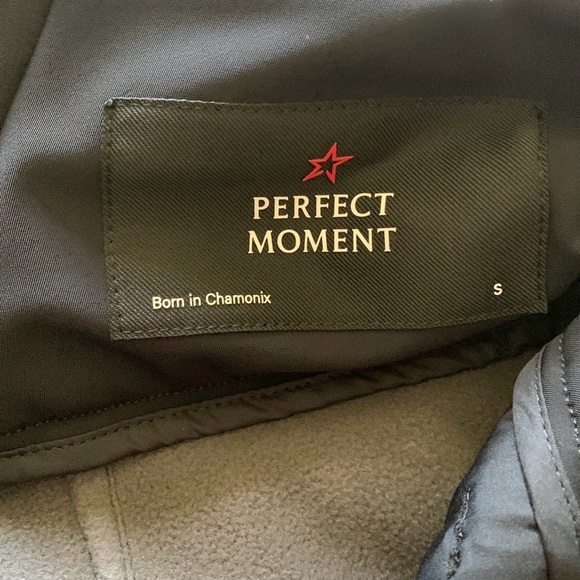 PERFECT
MOMENT
Born in Chamonix
S